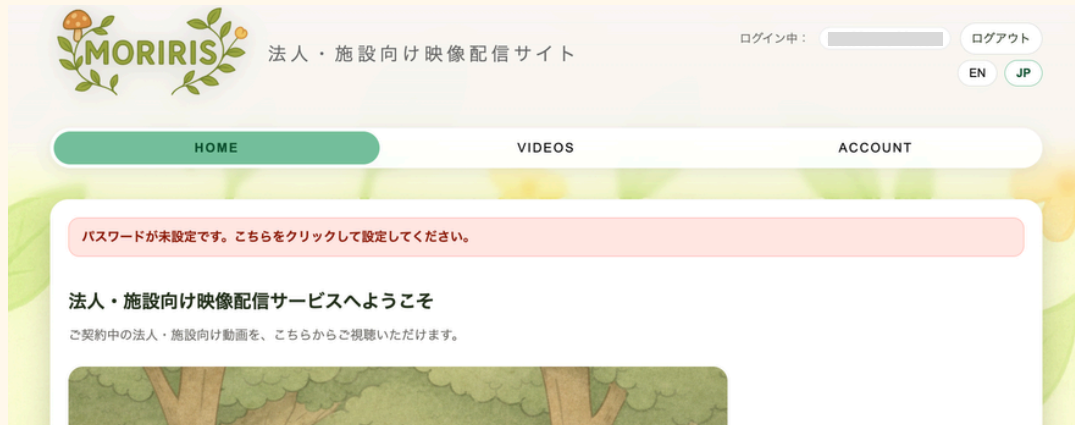 MORIRIS
法人・施設向け映像配信サイト
ログイン中：
ログアウト
EN
JP
HOME
VIDEOS
ACCOUNT
パスワードが未設定です。こちらをクリックして設定してください。
法人・施設向け映像配信サービスへようこそ
ご契約中の法人・施設向け動画を、こちらからご視聴いただけます。